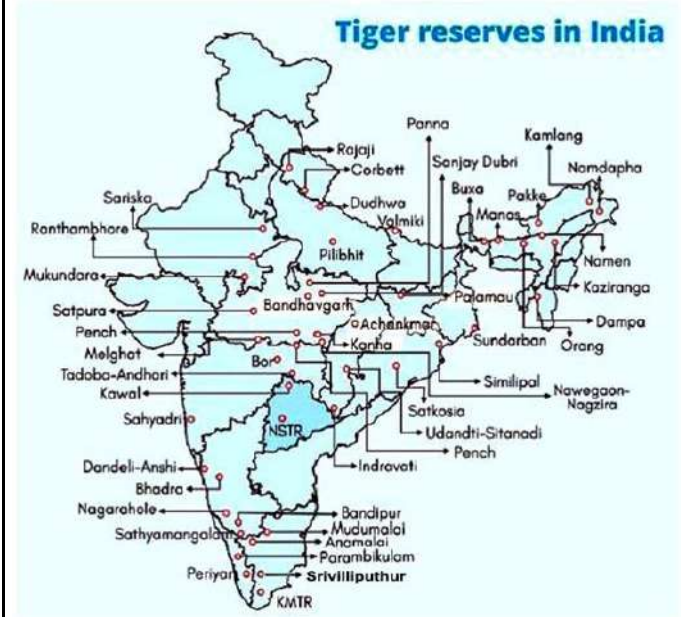 Tiger reserves in India
Panna
Kamlang
Rajaji
Sanjay Dubri
Namdapha
Corbett
Buxa
Pakke
Sariska
Dudhwa
Manas
Valmiki
Ranthambhore
Pilibhit
Namen
Mukundara
Kaziranga
Bandhavgarh
Palamau
Satpura
Dampa
Achankmar
Pench
Sundarban
Orang
Kanha
Melghat
Bor
Tadoba-Andhari
Similipal
Nawegaon-
Nagzira
Kawal
Satkosia
Sahyadri
NSTR
Udandti-Sitanadi
Pench
Dandeli-Anshi
Indravati
Bhadra
Nagarahole
Bandipur
Sathyamangalam
Mudumalai
Anamalai
Parambikulam
Periyar
Srivilliputhur
KMTR